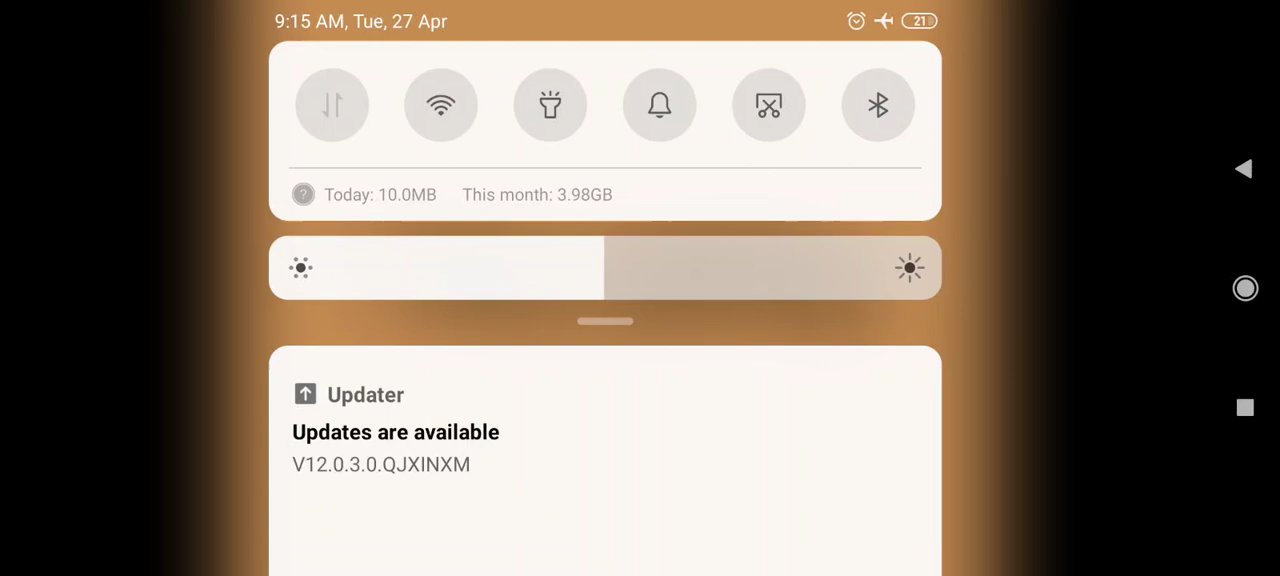 9:15 AM, Tue, 27 Apr
21
Today: 10.0MB This month: 3.98GB
Updater
Updates are available
V12.0.3.0.QJXINXM